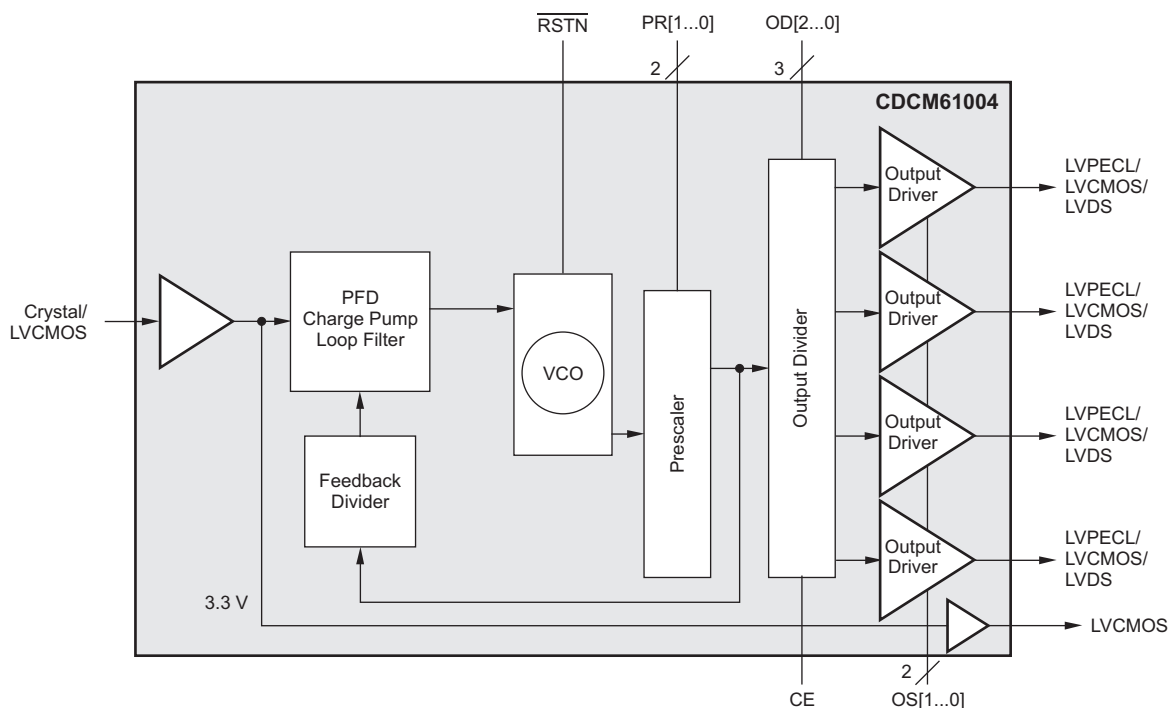 RSTN
PR[1...0]
OD[2...0]
2
3
CDCM61004
Output
Driver
LVPECL/
LVCMOS/
LVDS
Output
Driver
LVPECL/
LVCMOS/
LVDS
Crystal/
LVCMOS
PFD
Charge Pump
Loop Filter
VCO
Prescaler
Output Divider
Feedback
Divider
Output
Driver
LVPECL/
LVCMOS/
LVDS
Output
Driver
LVPECL/
LVCMOS/
LVDS
3.3 V
LVCMOS
2
CE
OS[1...0]